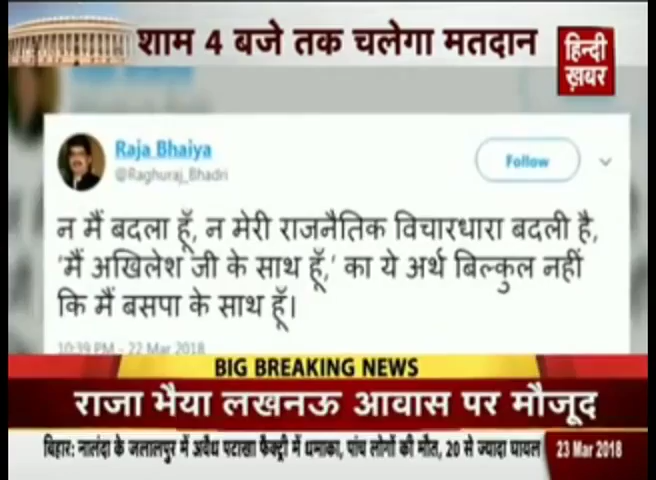 शाम 4 बजे तक चलेगा मतदान
हिन्दी
ख़बर
Raja Bhaiya
@Raghuraj_Bhadri
Follow
न मैं बदला हूँ, न मेरी राजनैतिक विचारधारा बदली है,
'मैं अखिलेश जी के साथ हूँ,' का ये अर्थ बिल्कुल नहीं
कि मैं बसपा के साथ हूँ।
10:39 PM - 22 Mar 2018
BIG BREAKING NEWS
राजा भैया लखनऊ आवास पर मौजूद
बिहार: नालंदा के जलालपुर में अवैध पटाखा फैक्ट्री में धमाका, पांच लोगों की मौत, 20 से ज्यादा घायल
23 Mar 2018